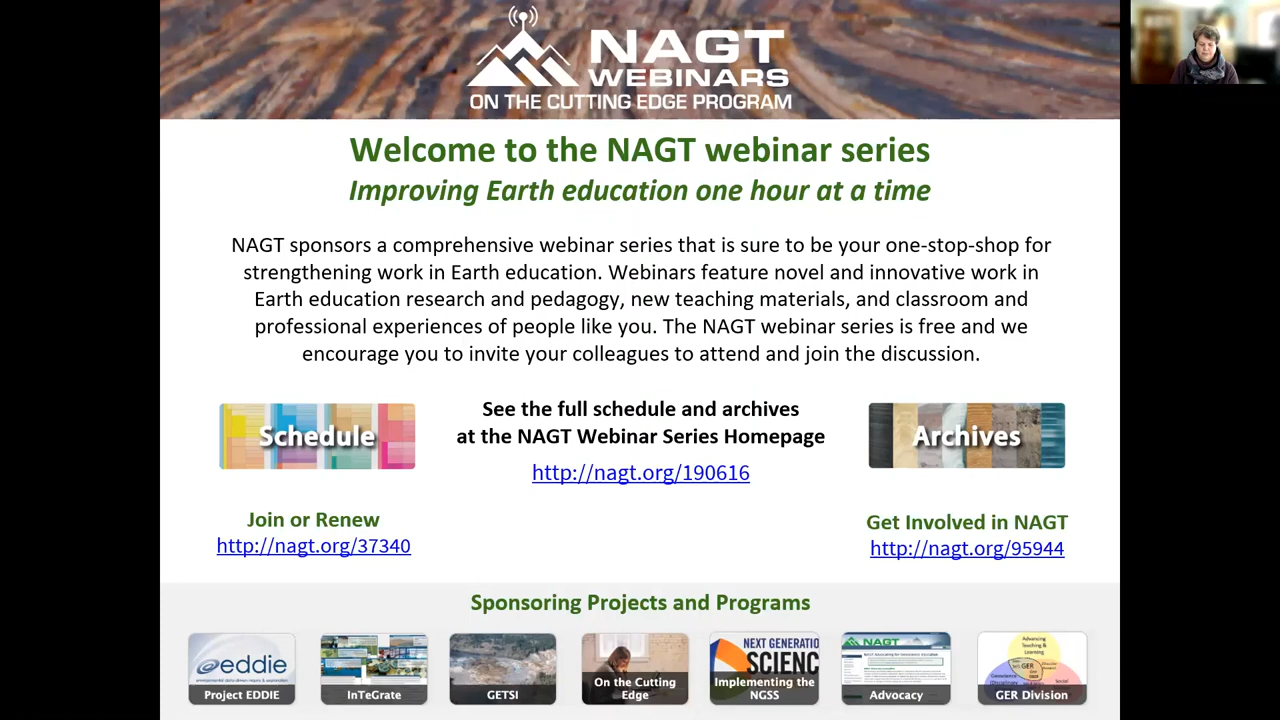 NAGT
WEBINARS
ON THE CUTTING EDGE PROGRAM
Welcome to the NAGT webinar series
Improving Earth education one hour at a time
NAGT sponsors a comprehensive webinar series that is sure to be your one-stop-shop for
strengthening work in Earth education. Webinars feature novel and innovative work in
Earth education research and pedagogy, new teaching materials, and classroom and
professional experiences of people like you. The NAGT webinar series is free and we
encourage you to invite your colleagues to attend and join the discussion.
Schedule
See the full schedule and archives
at the NAGT Webinar Series Homepage
http://nagt.org/190616
Archives
Join or Renew
http://nagt.org/37340
Get Involved in NAGT
http://nagt.org/95944
Sponsoring Projects and Programs
eddie
Project EDDIE
InTeGrate
GETSI
On the Cutting
Edge
NEXT GENERATIO
SCIENC
Implementing the
NGSS
NAGT
Advocacy
Advancing
Teaching &
Learning
GER
Social
GER Division